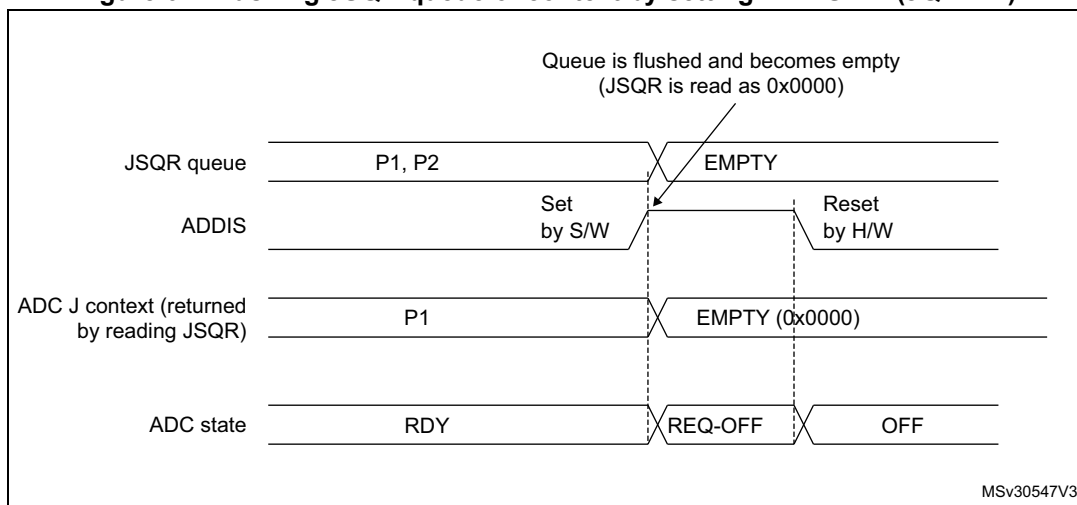 Queue is flushed and becomes empty
(JSQR is read as 0x0000)
JSQR queue
P1, P2
EMPTY
Set
by S/W
Reset
by H/W
ADDIS
ADC J context (returned
by reading JSQR)
P1
EMPTY (0x0000)
ADC state
RDY
REQ-OFF
OFF
MSv30547V3